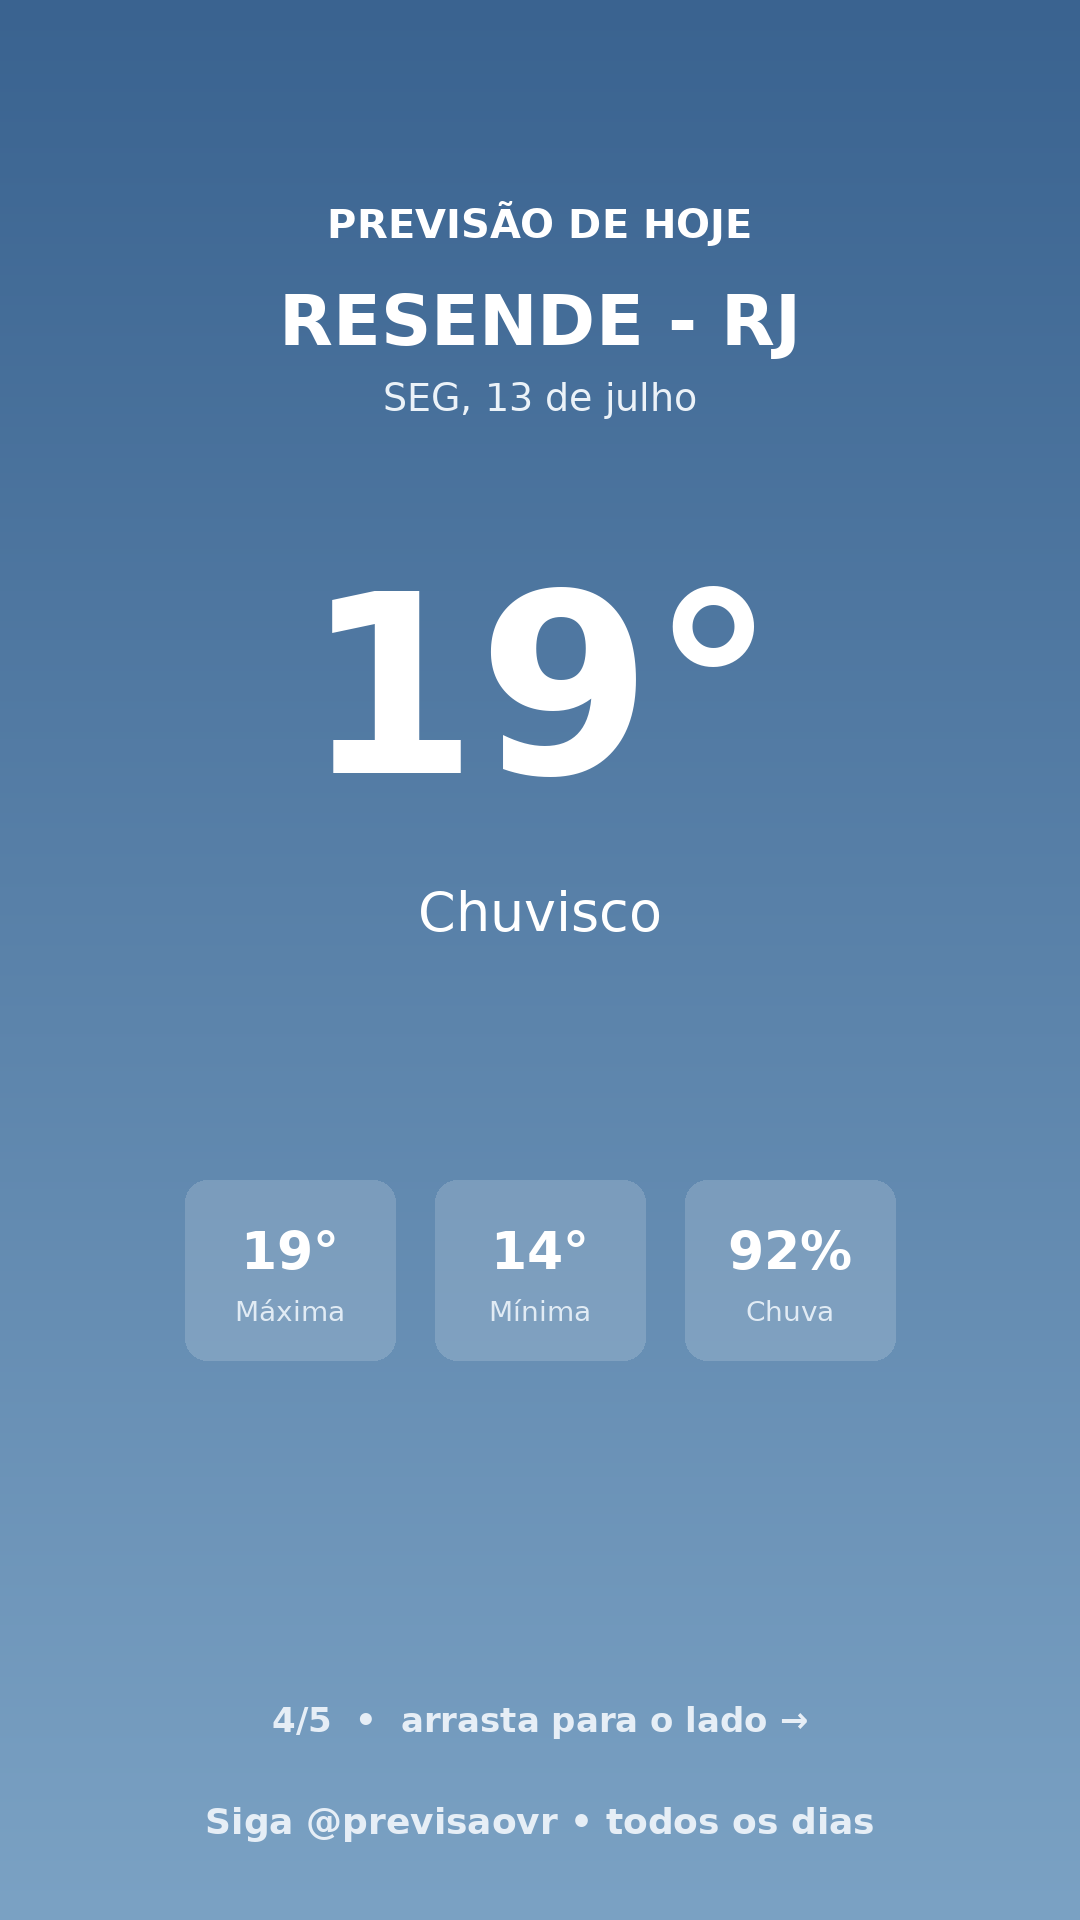 PREVISÃO DE HOJE
RESENDE - RJ
SEG, 13 de julho
19°
Chuvisco
19° 14° 92%
Máxima Mínima Chuva
4/5 • arrasta para o lado →
Siga @previsaovr • todos os dias